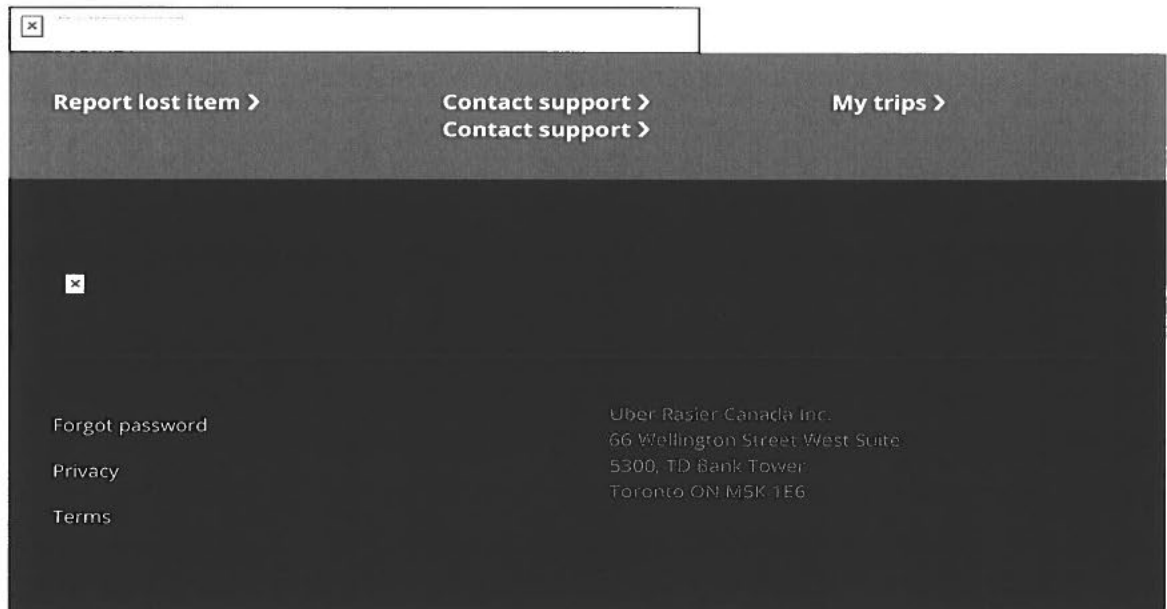 Report lost item >
Contact support >
Contact support >
My trips >
Forgot password
Privacy
Terms
Uber Rasier Canada Inc.
66 Wellington Street West Suite
5300, TD Bank Tower
Toronto ON M5K 1E6